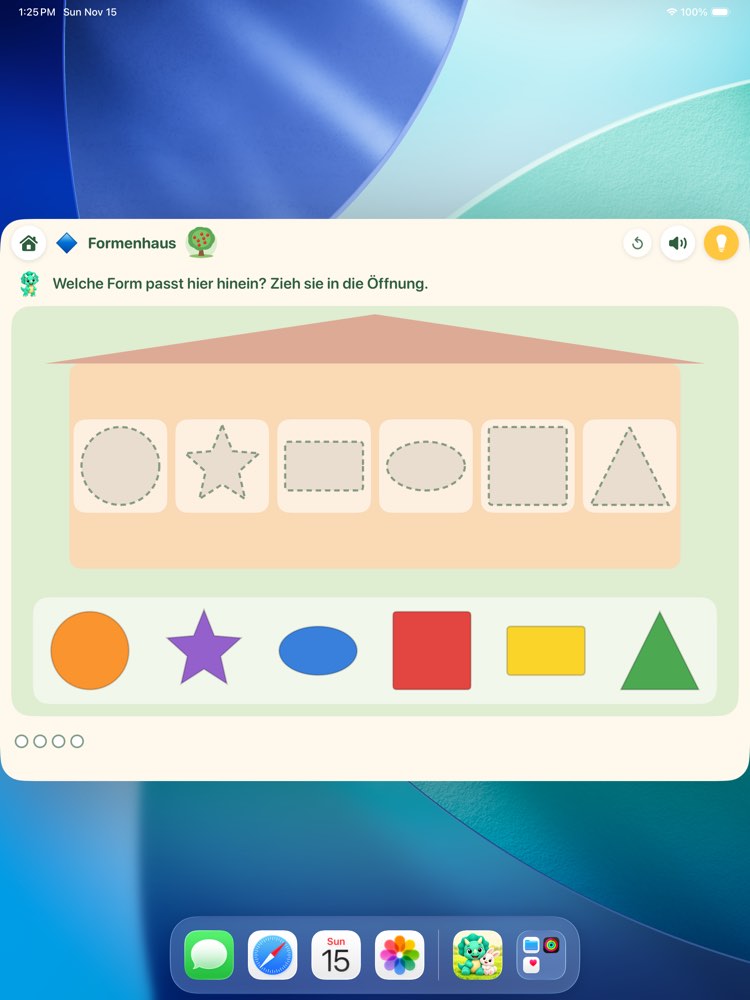 1:25 PM Sun Nov 15
100%
Formenhaus
Welche Form passt hier hinein? Zieh sie in die Öffnung.
Sun
15